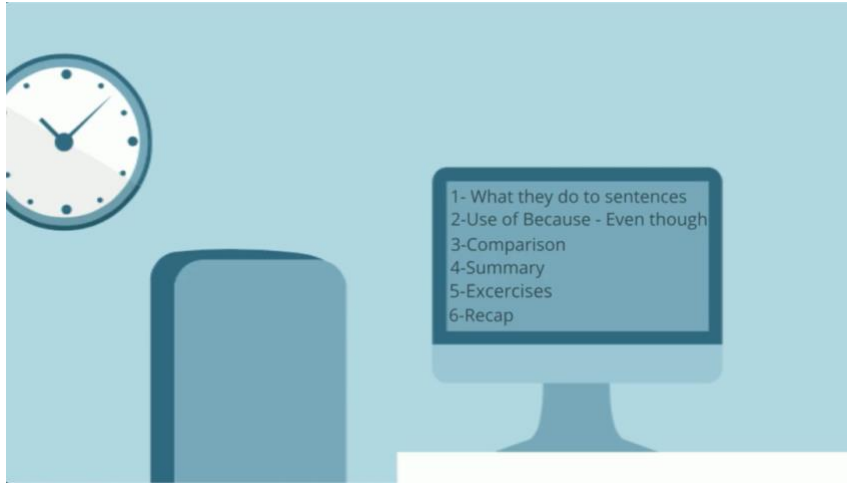 1- What they do to sentences
2-Use of Because - Even though
3-Comparison
4-Summary
5-Excercises
6-Recap